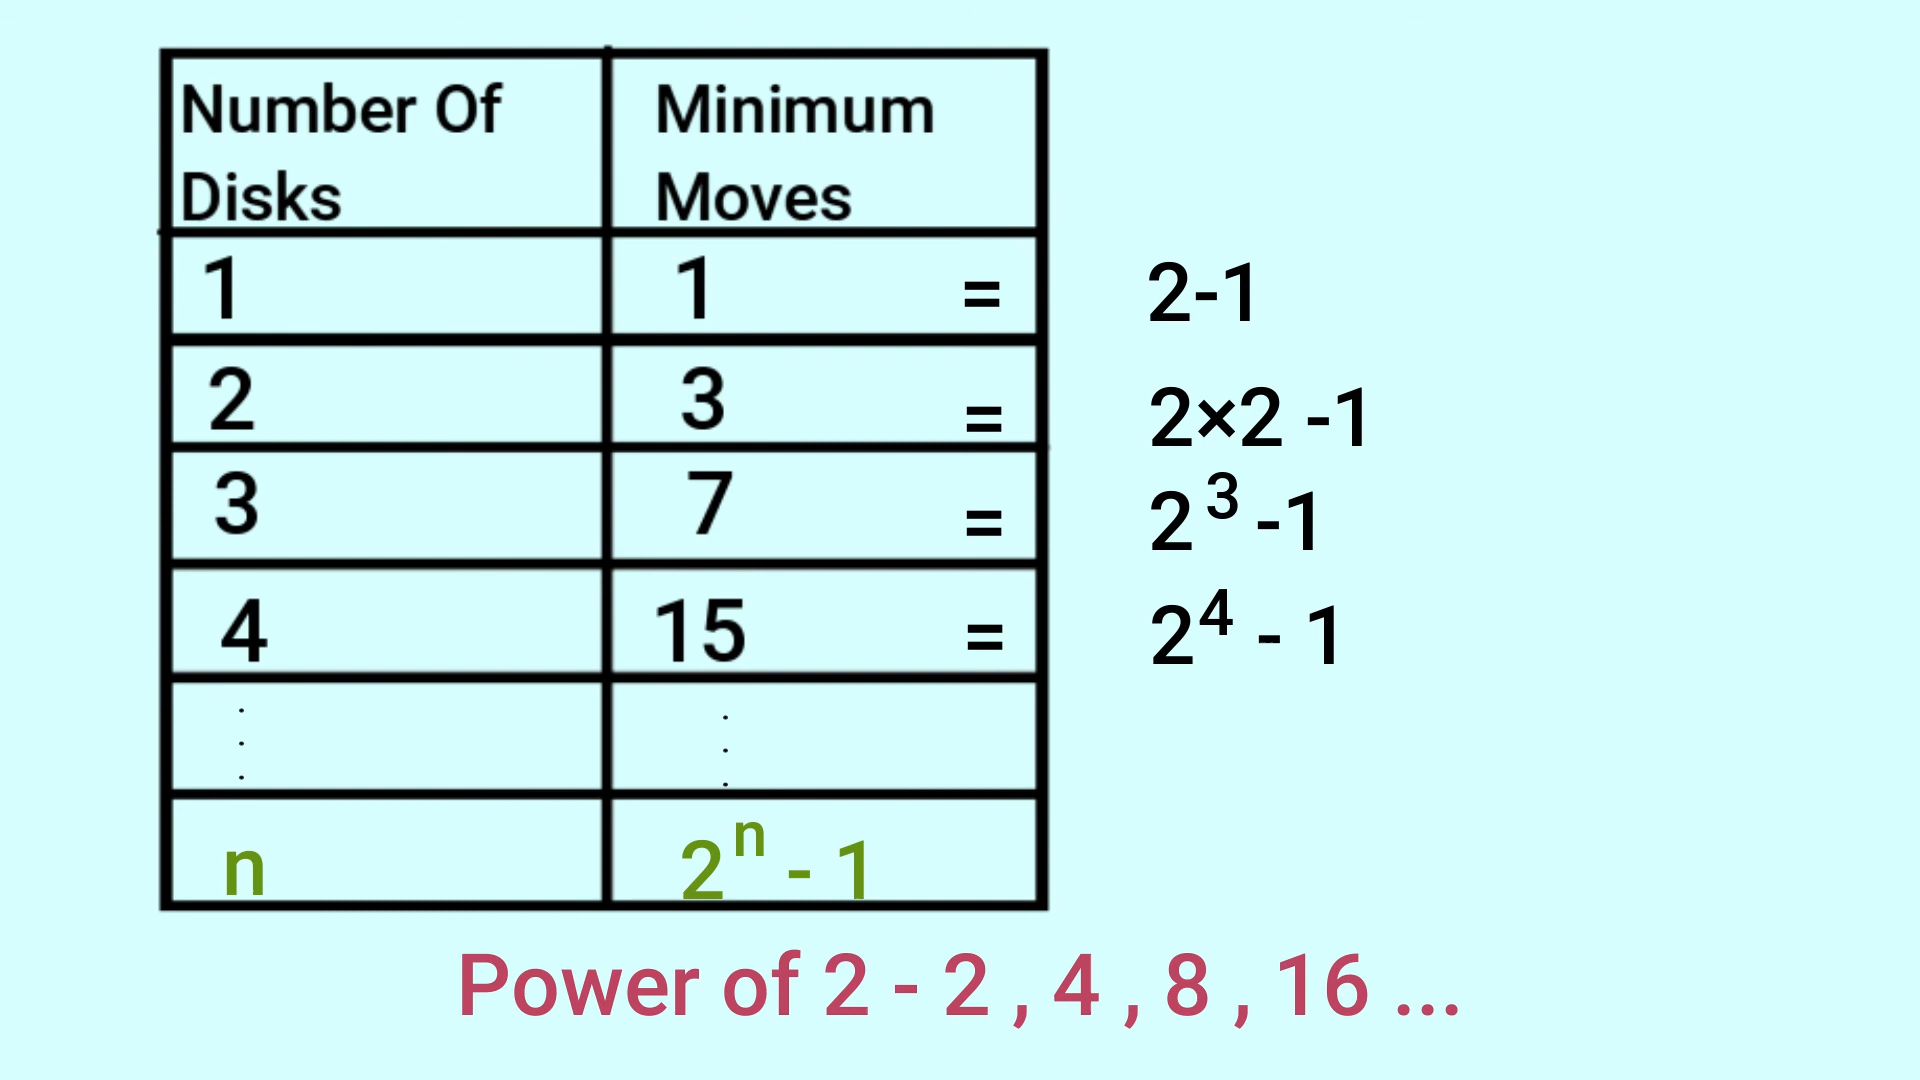 Number Of Disks Minimum Moves
1 1 = 2-1
2 3 = 2×2 -1
3 7 = 2³ -1
4 15 = 2⁴ - 1
. .
. .
. .
n 2ⁿ - 1
Power of 2 - 2 , 4 , 8 , 16 ...